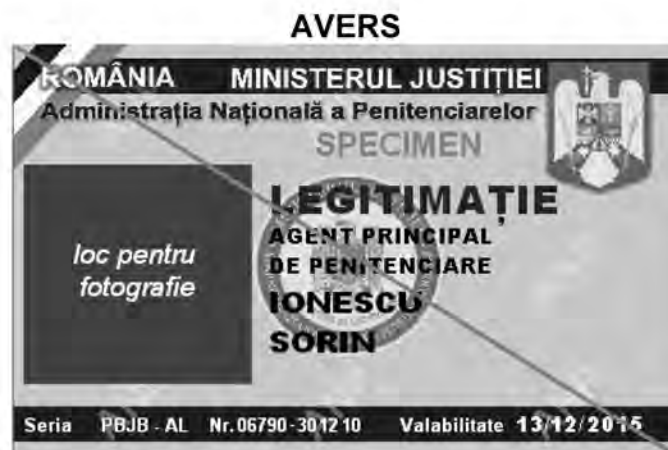 AVERS
ROMÂNIA MINISTERUL JUSTIȚIEI
Administrația Națională a Penitenciarelor
SPECIMEN
loc pentru
fotografie
LEGITIMAȚIE
AGENT PRINCIPAL
DE PENITENCIARE
IONESCU
SORIN
Seria PBJB - AL Nr. 06790-301210 Valabilitate 13/12/2015